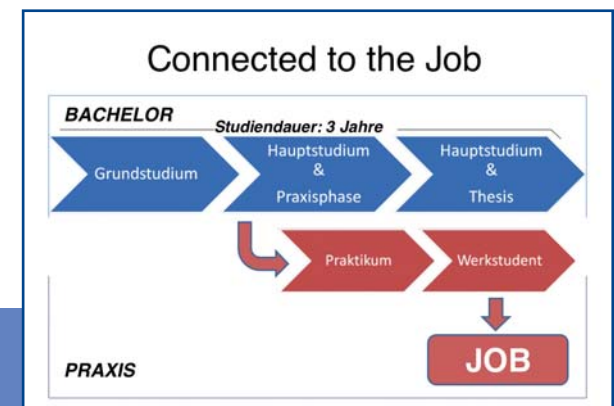 Connected to the Job
BACHELOR
Studiendauer: 3 Jahre
Grundstudium
Hauptstudium
&
Praxisphase
Hauptstudium
&
Thesis
Praktikum
Werkstudent
JOB
PRAXIS